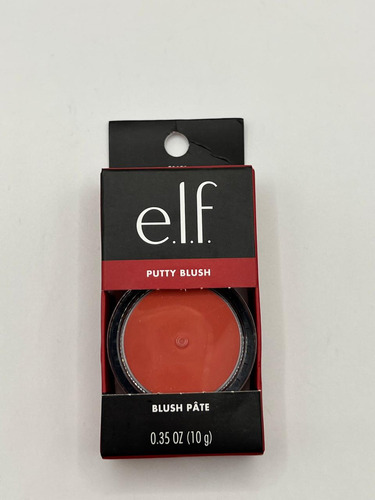 e.l.f.
PUTTY BLUSH
BLUSH PÂTE
0.35 OZ (10 g)